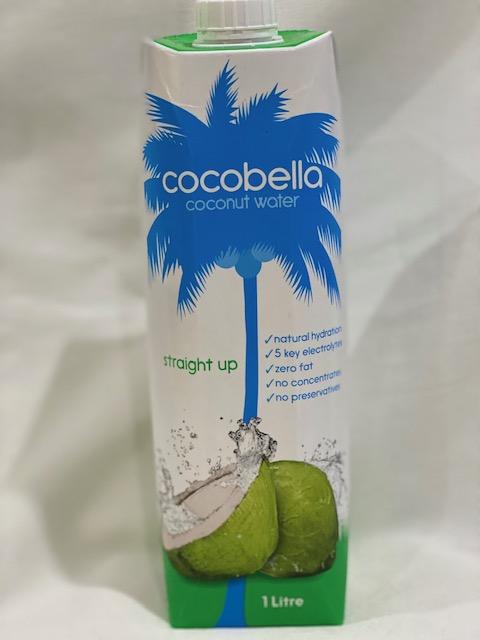 cocobella
coconut water
straight up
✓natural hydration
✓5 key electrolytes
✓zero fat
✓no concentrates
✓no preservatives
1 Litre